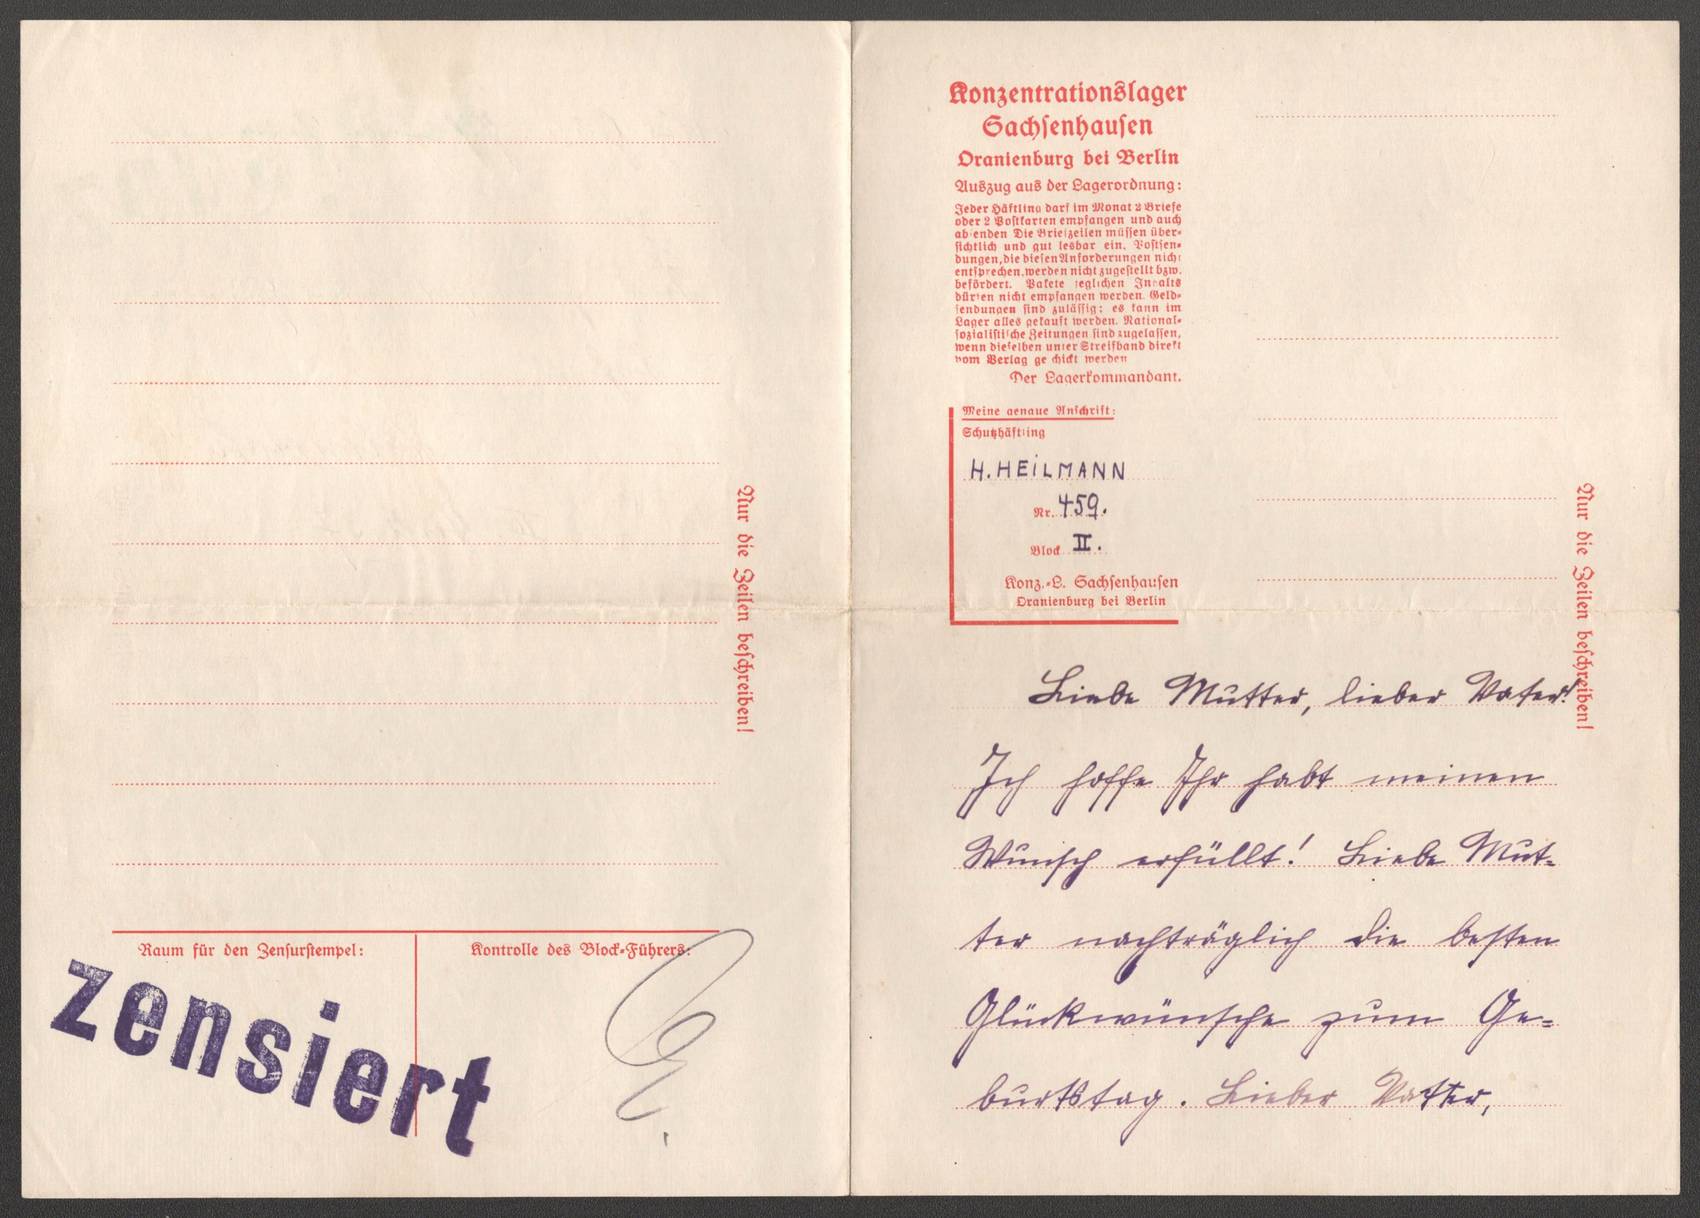 Nur die Zeilen beschreiben!
Raum für den Zensurstempel:
Kontrolle des Block-Führers:
zensiert
Konzentrationslager
Sachsenhausen
Oranienburg bei Berlin
Auszug aus der Lagerordnung:
Jeder Häftling darf im Monat 2 Briefe
oder 2 Postkarten empfangen und auch
ab enden Die Briefzeilen müssen über-
sichtlich und gut lesbar ein. Postsen-
dungen, die diesen Anforderungen nicht
entsprechen, werden nicht zugestellt bzw.
befördert. Pakete jeglichen Inhalts
dürfen nicht empfangen werden. Geld-
sendungen sind zulässig; es kann im
Lager alles gekauft werden. National-
sozialistische Zeitungen sind zugelassen,
wenn dieselben unter Streifband direkt
vom Verlag ge chickt werden
Der Lagerkommandant.
Meine genaue Anschrift:
Schutzhäftling
H. HEILMANN
Nr. 459.
Block II.
Konz.-L. Sachsenhausen
Oranienburg bei Berlin
Nur die Zeilen beschreiben!
Liebe Mutter, lieber Vater!
Ich hoffe Ihr habt meinen
Wunsch erfüllt! Liebe Mut-
ter nachträglich die besten
Glückwünsche zum Ge-
burtstag. Lieber Vatter,